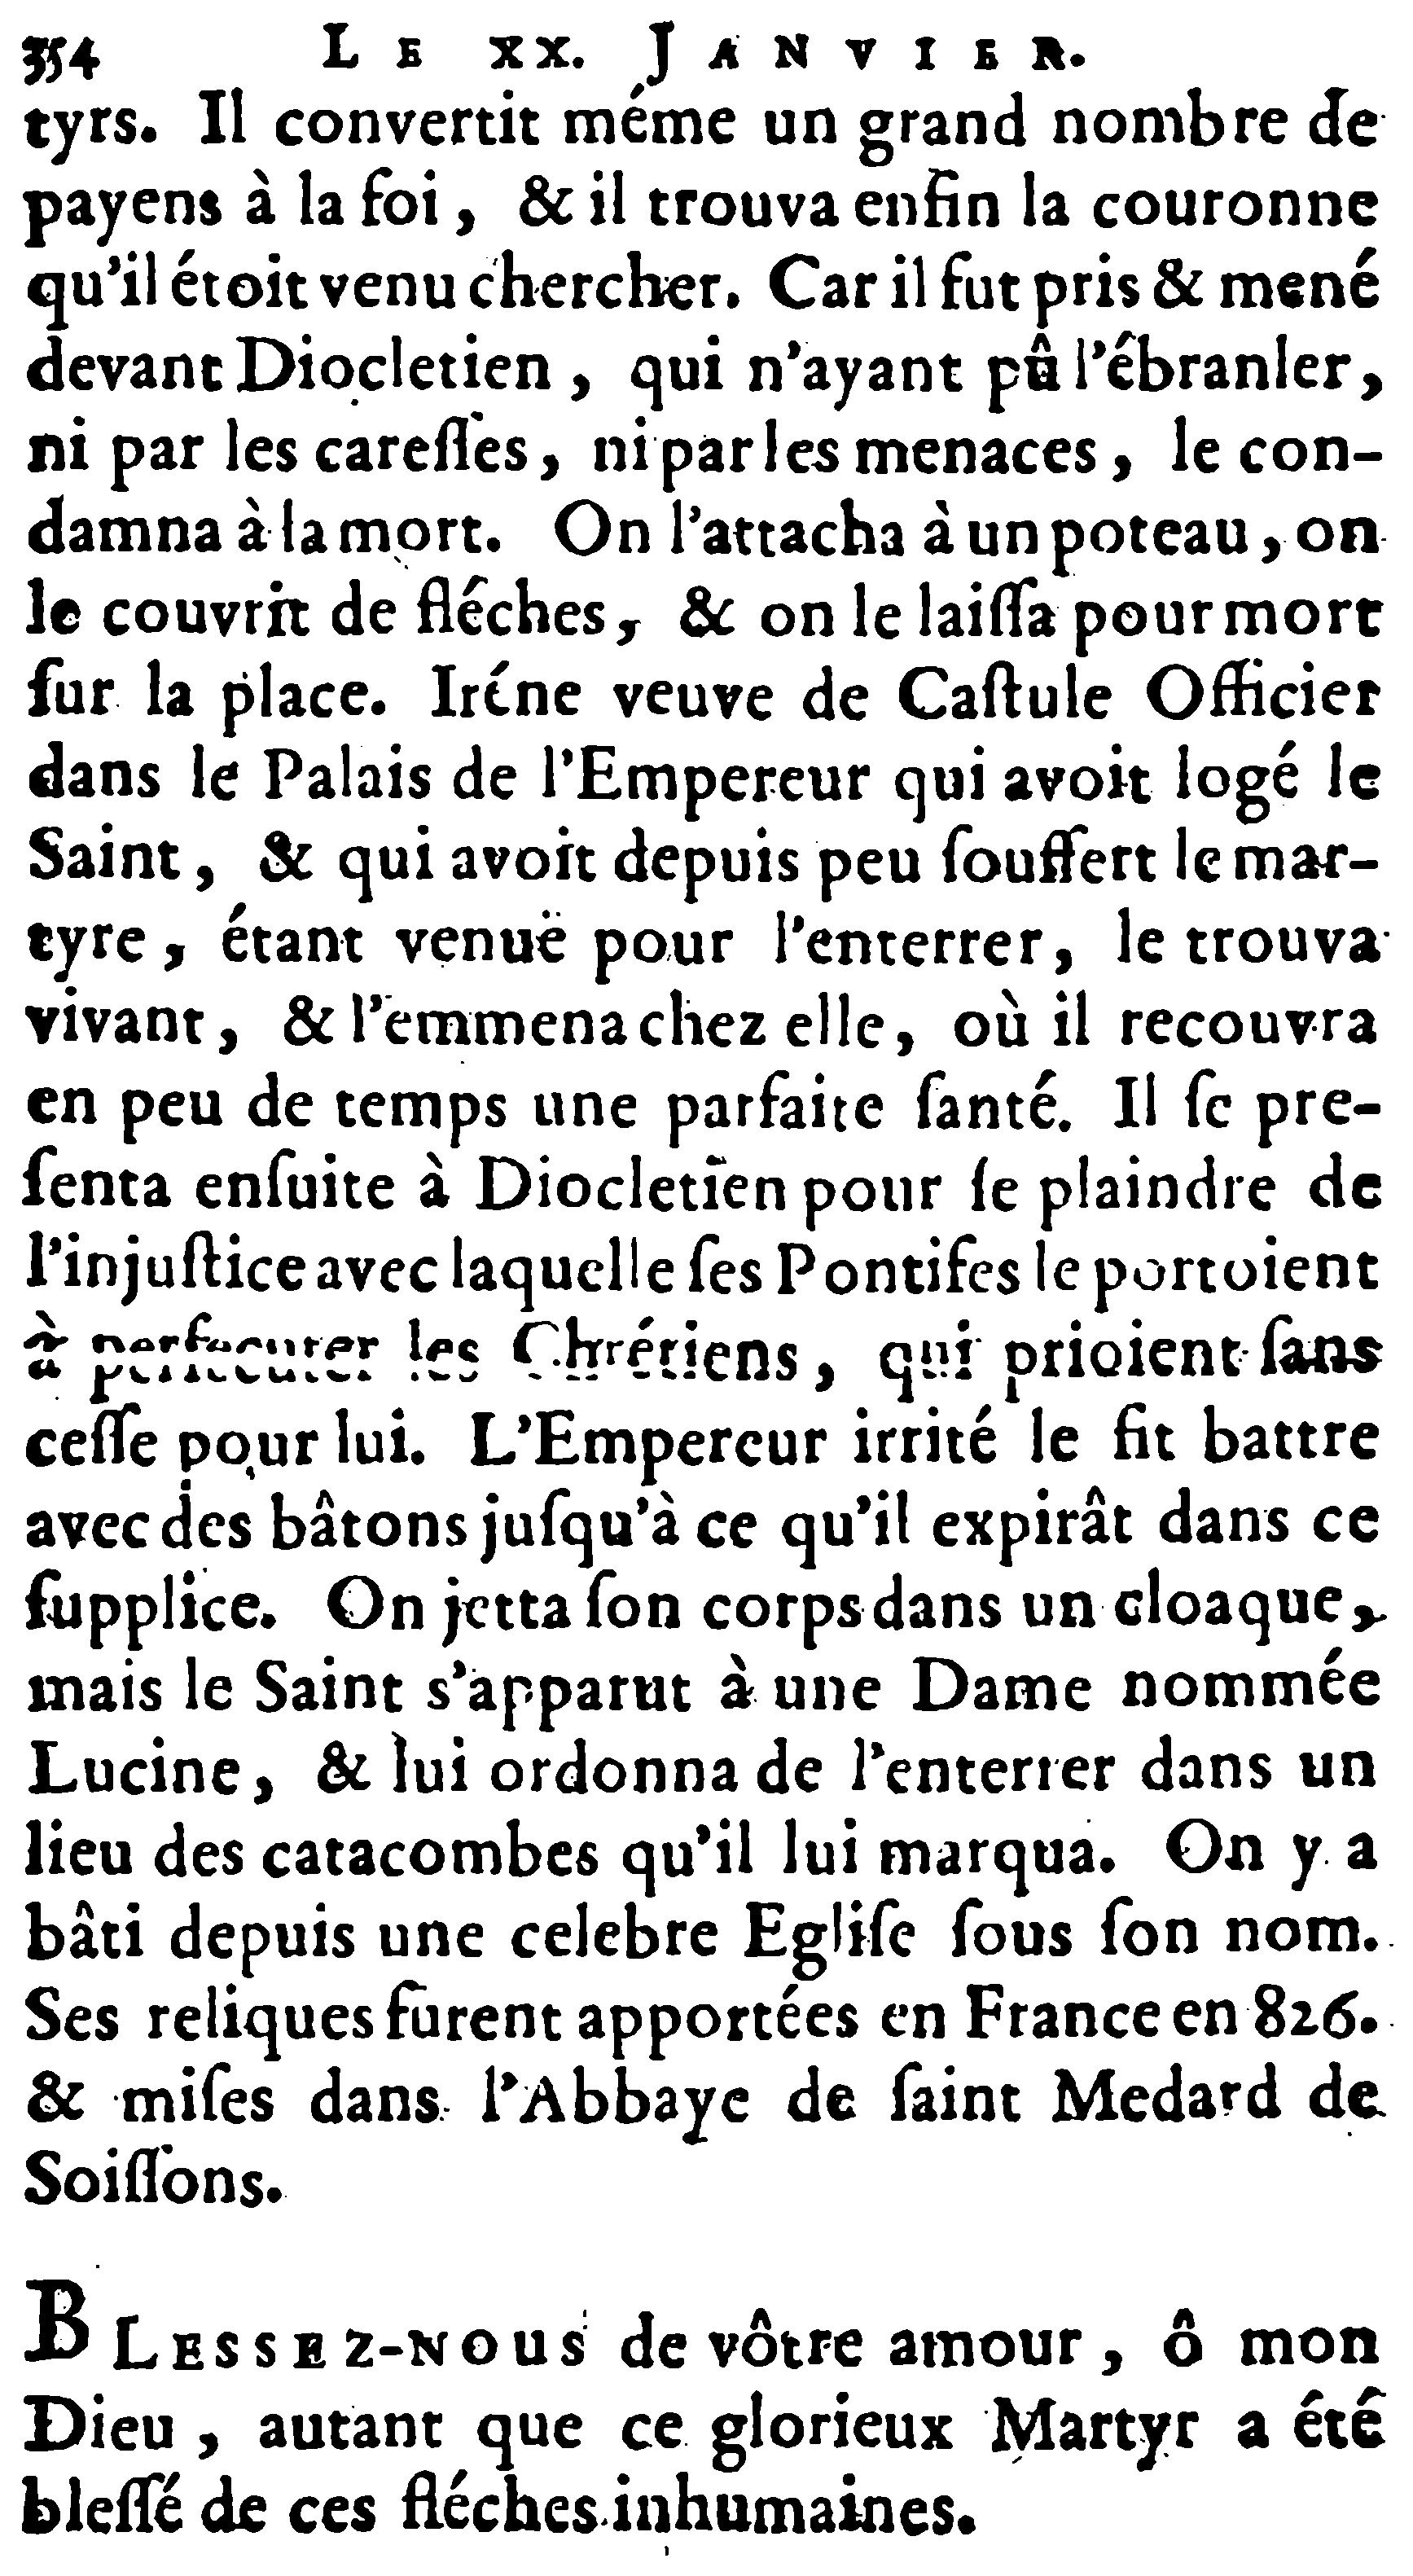 354 LE XX. JANVIER.
tyrs. Il convertit méme un grand nombre de
payens à la foi, & il trouva enfin la couronne
qu'il étoit venu chercher. Car il fut pris & mené
devant Diocletien, qui n'ayant pû l'ébranler,
ni par les careſſes, ni par les menaces, le con-
damna à la mort. On l'attacha à un poteau, on
le couvrit de fléches, & on le laiſſa pour mort
ſur la place. Iréne veuve de Caſtule Officier
dans le Palais de l'Empereur qui avoit logé le
Saint, & qui avoit depuis peu ſouffert le mar-
tyre, étant venuë pour l'enterrer, le trouva
vivant, & l'emmena chez elle, où il recouvra
en peu de temps une parfaite ſanté. Il ſe pre-
ſenta enſuite à Diocletien pour ſe plaindre de
l'injuſtice avec laquelle ſes Pontifes le portoient
à perſecuter les Chrétiens, qui prioient ſans
ceſſe pour lui. L'Empereur irrité le fit battre
avec des bâtons juſqu'à ce qu'il expirât dans ce
ſupplice. On jetta ſon corps dans un cloaque,
mais le Saint s'apparut à une Dame nommée
Lucine, & lui ordonna de l'enterrer dans un
lieu des catacombes qu'il lui marqua. On y a
bâti depuis une celebre Egliſe ſous ſon nom.
Ses reliques furent apportées en France en 826.
& miſes dans l'Abbaye de ſaint Medard de
Soiſſons.
BLESSEZ-NOUS de vôtre amour, ô mon
Dieu, autant que ce glorieux Martyr a été
bleſſé de ces fléches inhumaines.